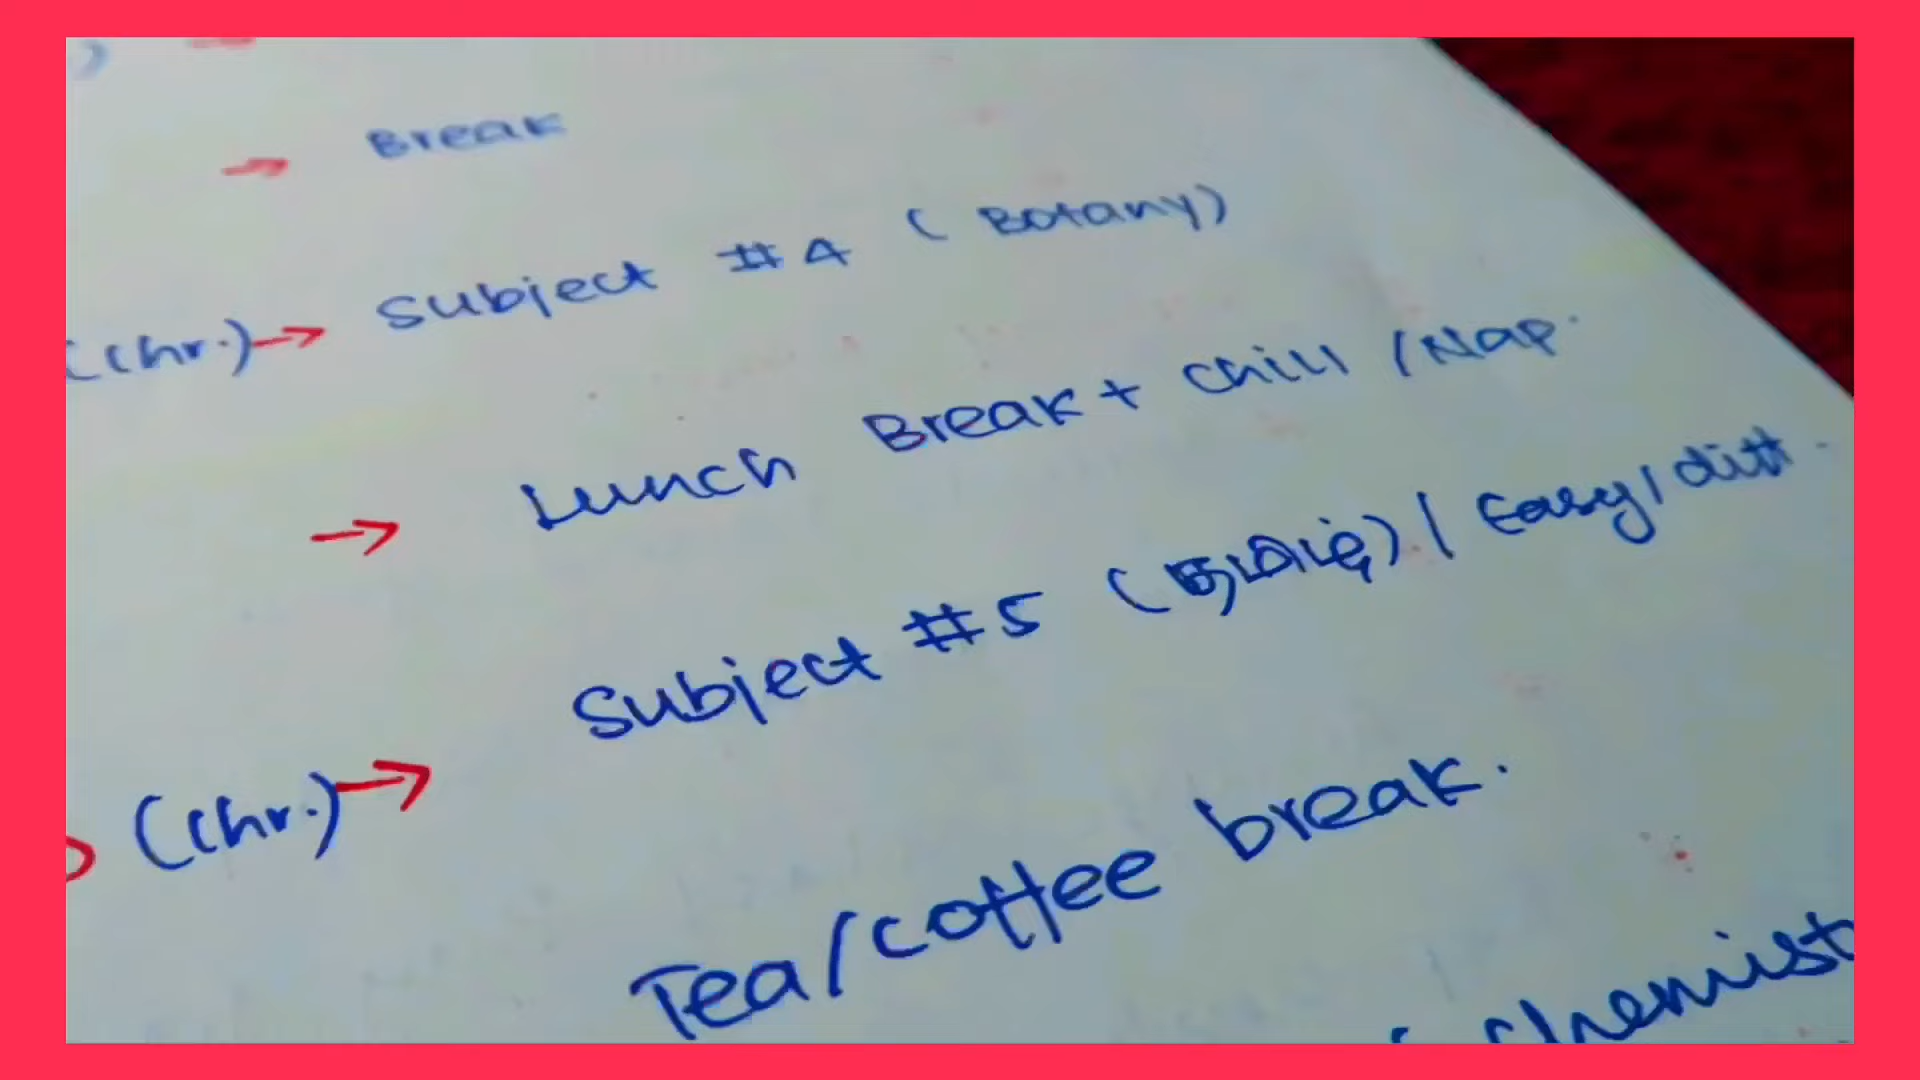 Break
(1hr.) → Subject #4 (Botany)
→ Lunch Break + Chill / Nap.
Subject #5 (தமிழ்) / Easy / diff.
(1hr.) →
Tea/coffee break.